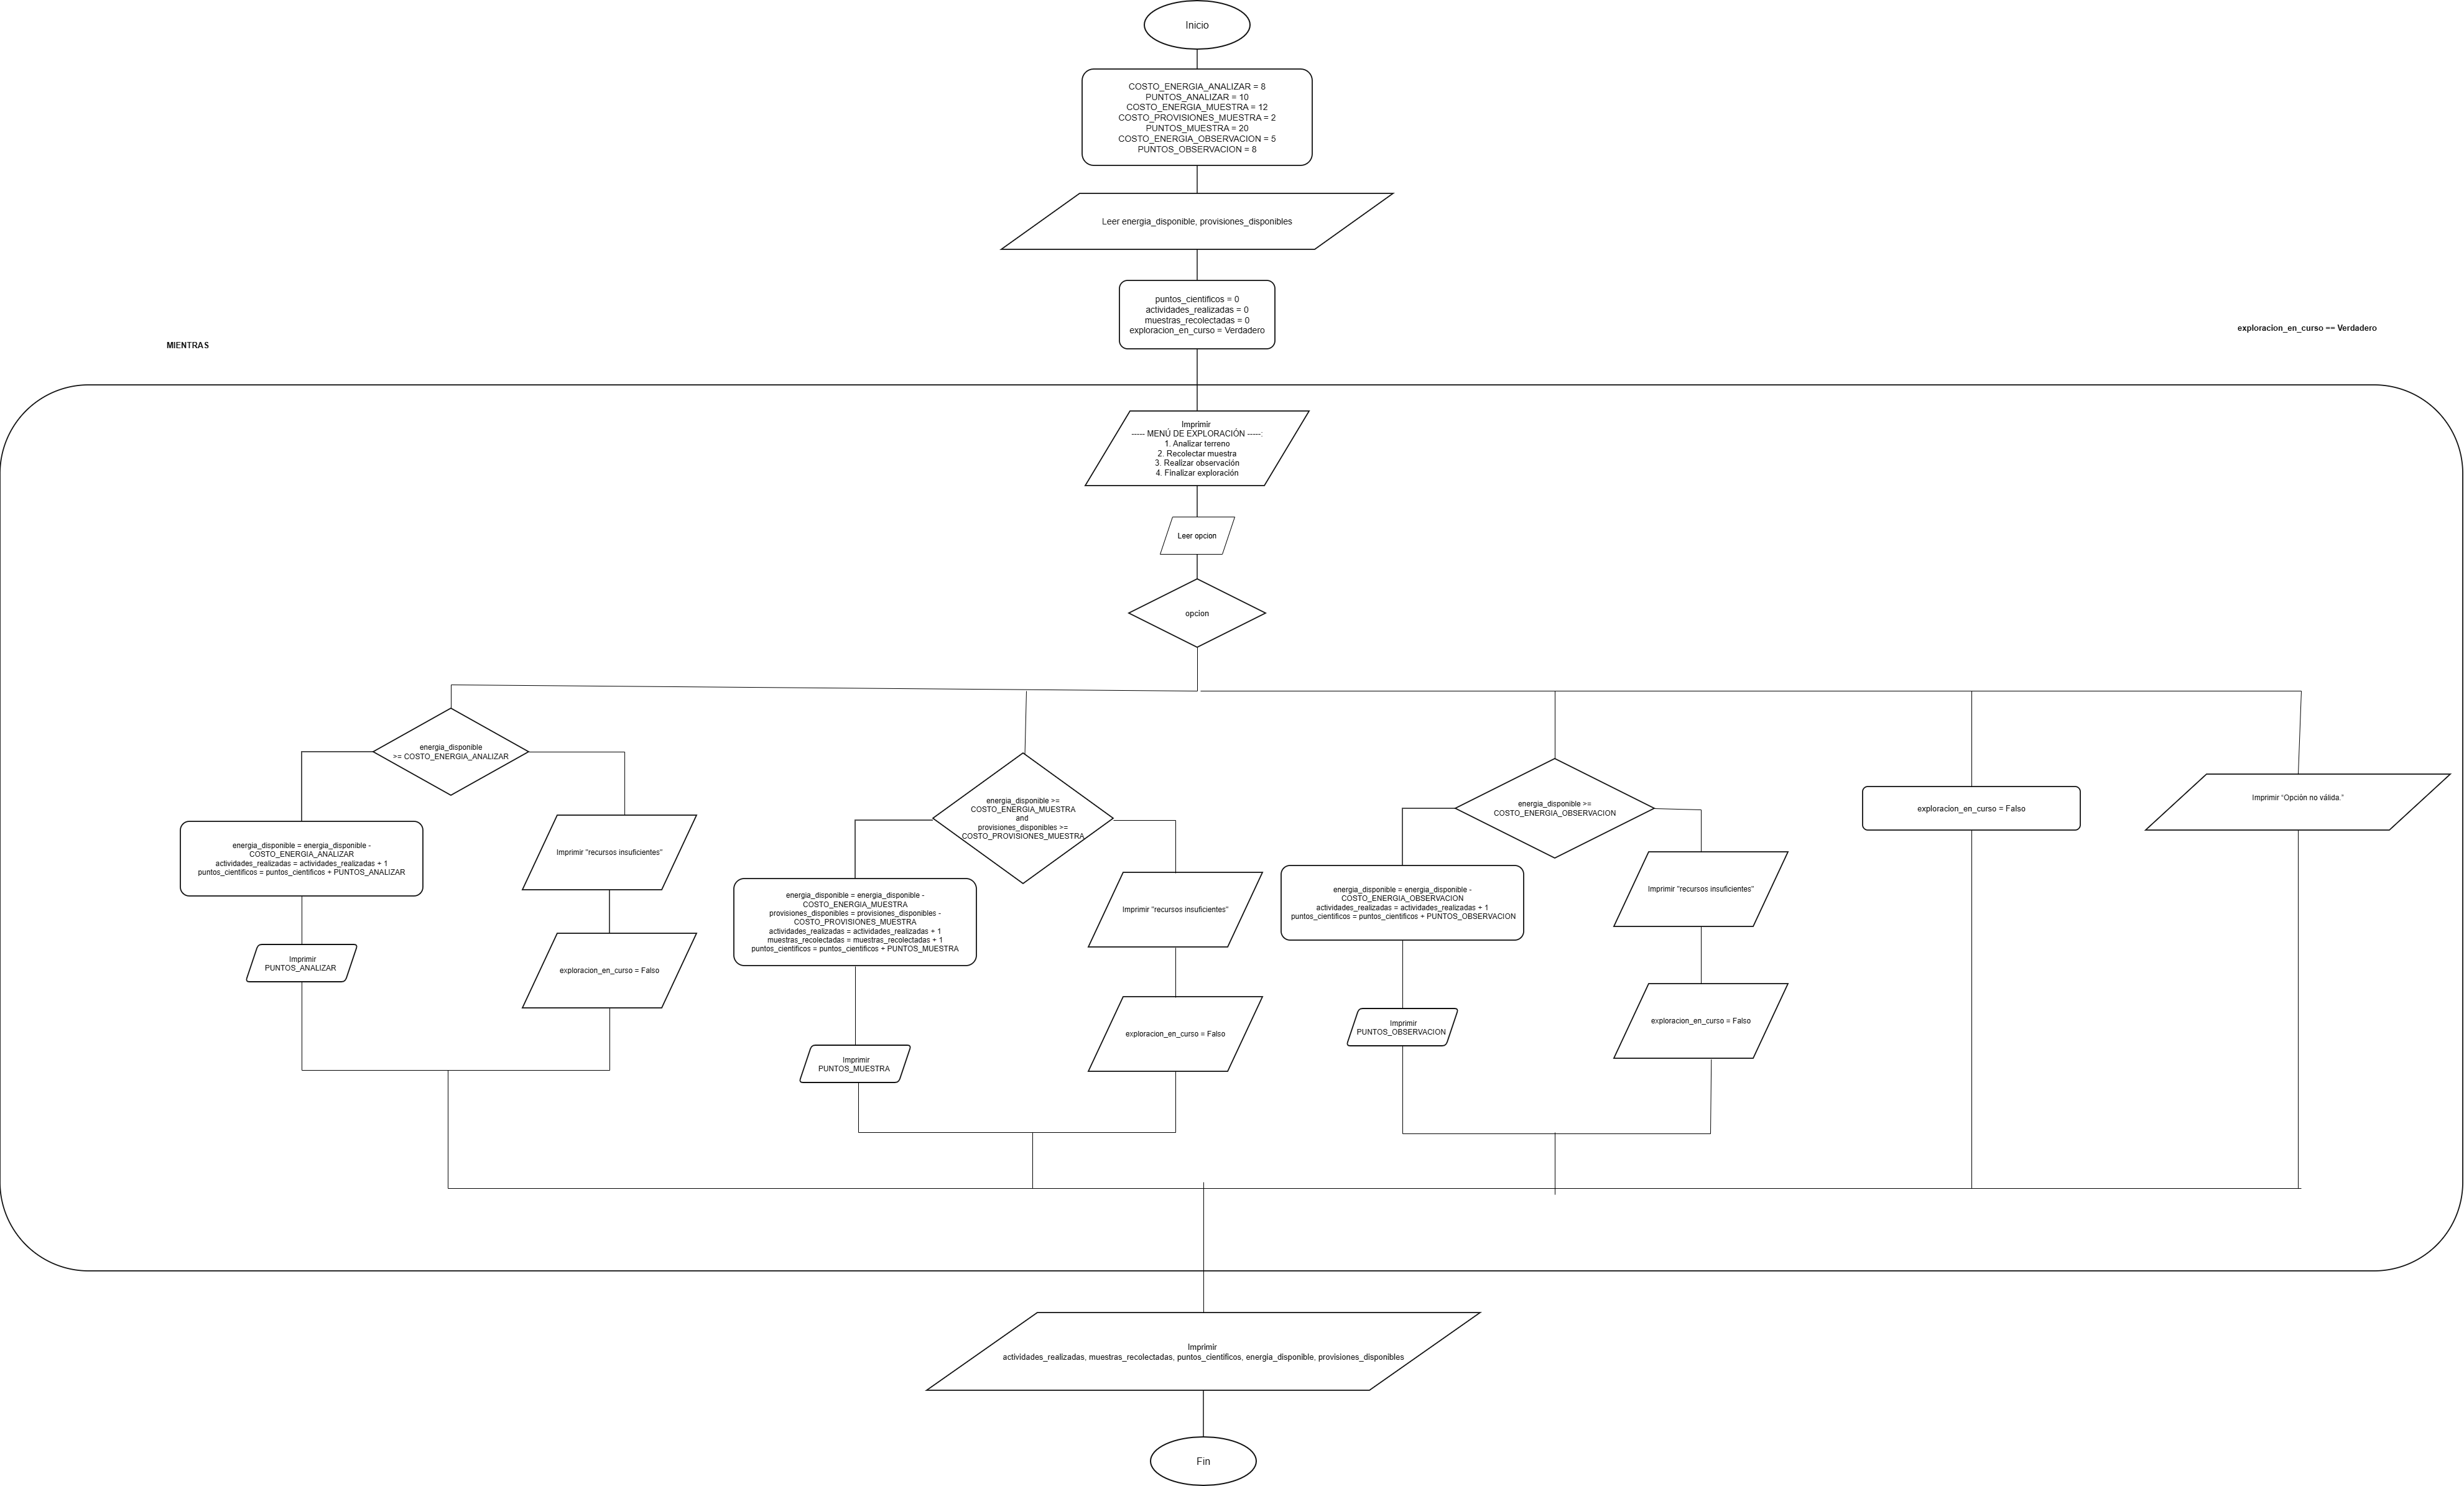 Inicio
COSTO_ENERGIA_ANALIZAR = 8
PUNTOS_ANALIZAR = 10
COSTO_ENERGIA_MUESTRA = 12
COSTO_PROVISIONES_MUESTRA = 2
PUNTOS_MUESTRA = 20
COSTO_ENERGIA_OBSERVACION = 5
PUNTOS_OBSERVACION = 8
Leer energia_disponible, provisiones_disponibles
puntos_cientificos = 0
actividades_realizadas = 0
muestras_recolectadas = 0
exploracion_en_curso = Verdadero
MIENTRAS
exploracion_en_curso == Verdadero
Imprimir
----- MENÚ DE EXPLORACIÓN -----:
1. Analizar terreno
2. Recolectar muestra
3. Realizar observación
4. Finalizar exploración
Leer opcion
opcion
energia_disponible
>= COSTO_ENERGIA_ANALIZAR
energia_disponible = energia_disponible -
COSTO_ENERGIA_ANALIZAR
actividades_realizadas = actividades_realizadas + 1
puntos_cientificos = puntos_cientificos + PUNTOS_ANALIZAR
Imprimir
PUNTOS_ANALIZAR
Imprimir "recursos insuficientes"
exploracion_en_curso = Falso
energia_disponible >=
COSTO_ENERGIA_MUESTRA
and
provisiones_disponibles >=
COSTO_PROVISIONES_MUESTRA
energia_disponible = energia_disponible -
COSTO_ENERGIA_MUESTRA
provisiones_disponibles = provisiones_disponibles -
COSTO_PROVISIONES_MUESTRA
actividades_realizadas = actividades_realizadas + 1
muestras_recolectadas = muestras_recolectadas + 1
puntos_cientificos = puntos_cientificos + PUNTOS_MUESTRA
Imprimir
PUNTOS_MUESTRA
Imprimir "recursos insuficientes"
exploracion_en_curso = Falso
energia_disponible >=
COSTO_ENERGIA_OBSERVACION
energia_disponible = energia_disponible -
COSTO_ENERGIA_OBSERVACION
actividades_realizadas = actividades_realizadas + 1
puntos_cientificos = puntos_cientificos + PUNTOS_OBSERVACION
Imprimir
PUNTOS_OBSERVACION
Imprimir "recursos insuficientes"
exploracion_en_curso = Falso
exploracion_en_curso = Falso
Imprimir “Opción no válida.”
Imprimir
actividades_realizadas, muestras_recolectadas, puntos_cientificos, energia_disponible, provisiones_disponibles
Fin